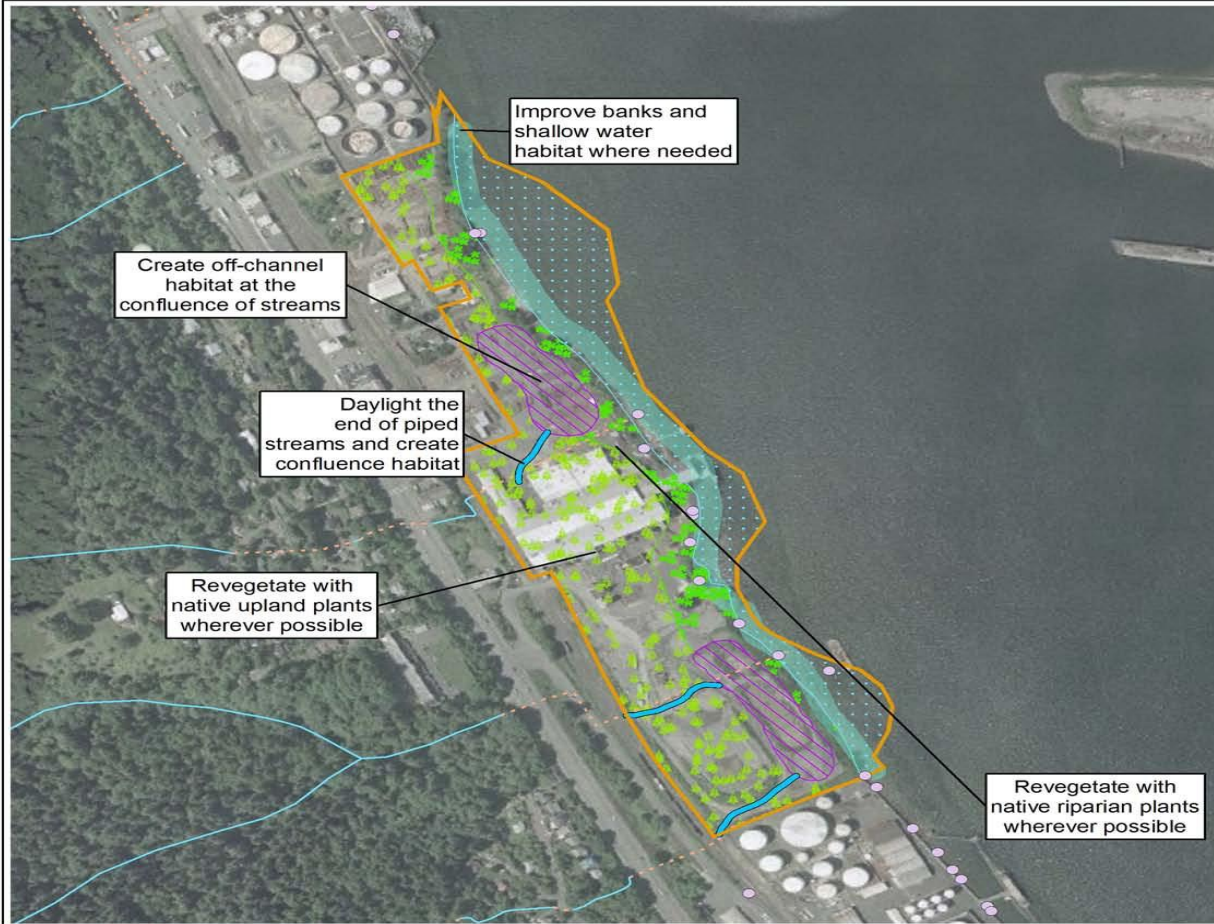 Improve banks and
shallow water
habitat where needed
Create off-channel
habitat at the
confluence of streams
Daylight the
end of piped
streams and create
confluence habitat
Revegetate with
native upland plants
wherever possible
Revegetate with
native riparian plants
wherever possible